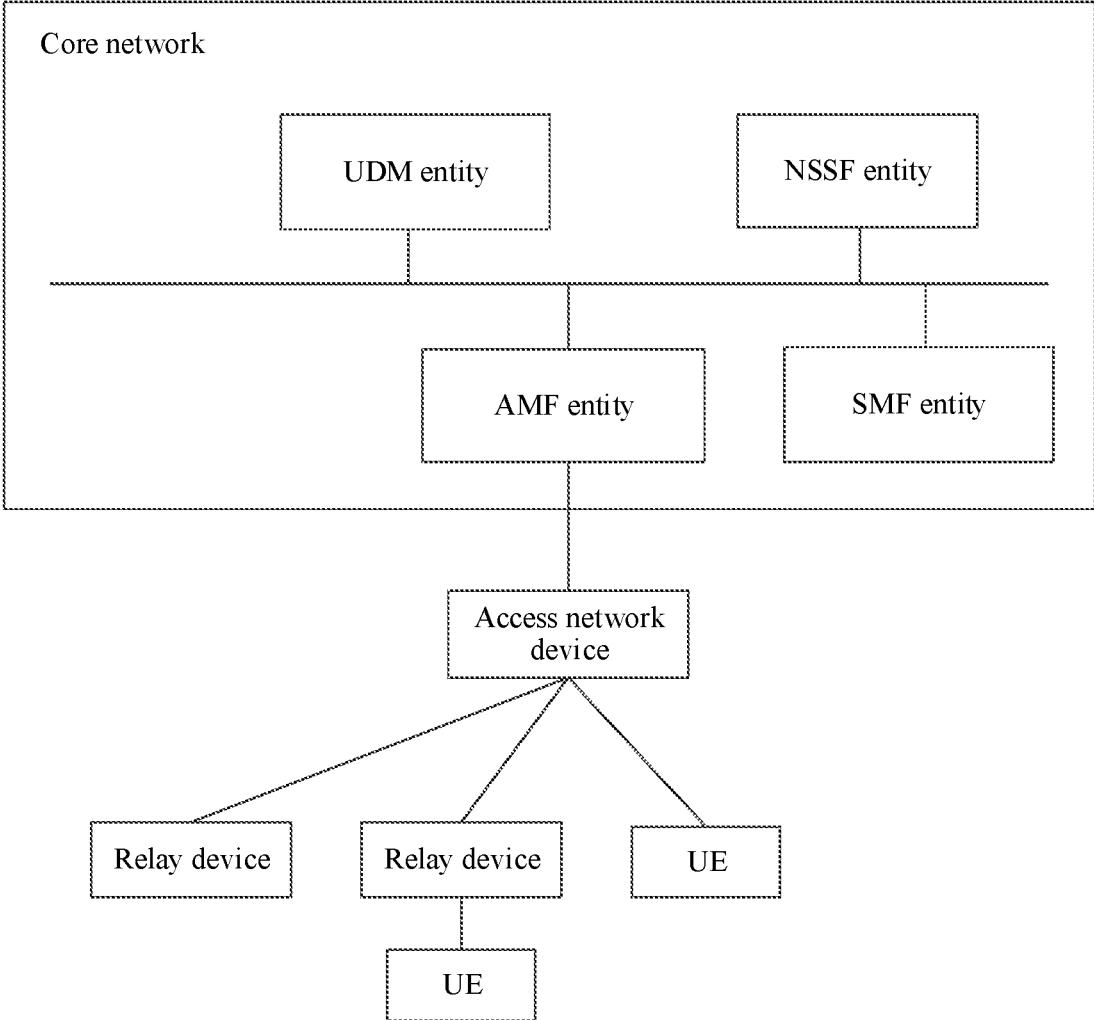 Core network
UDM entity
NSSF entity
AMF entity
SMF entity
Access network
device
Relay device
Relay device
UE
UE